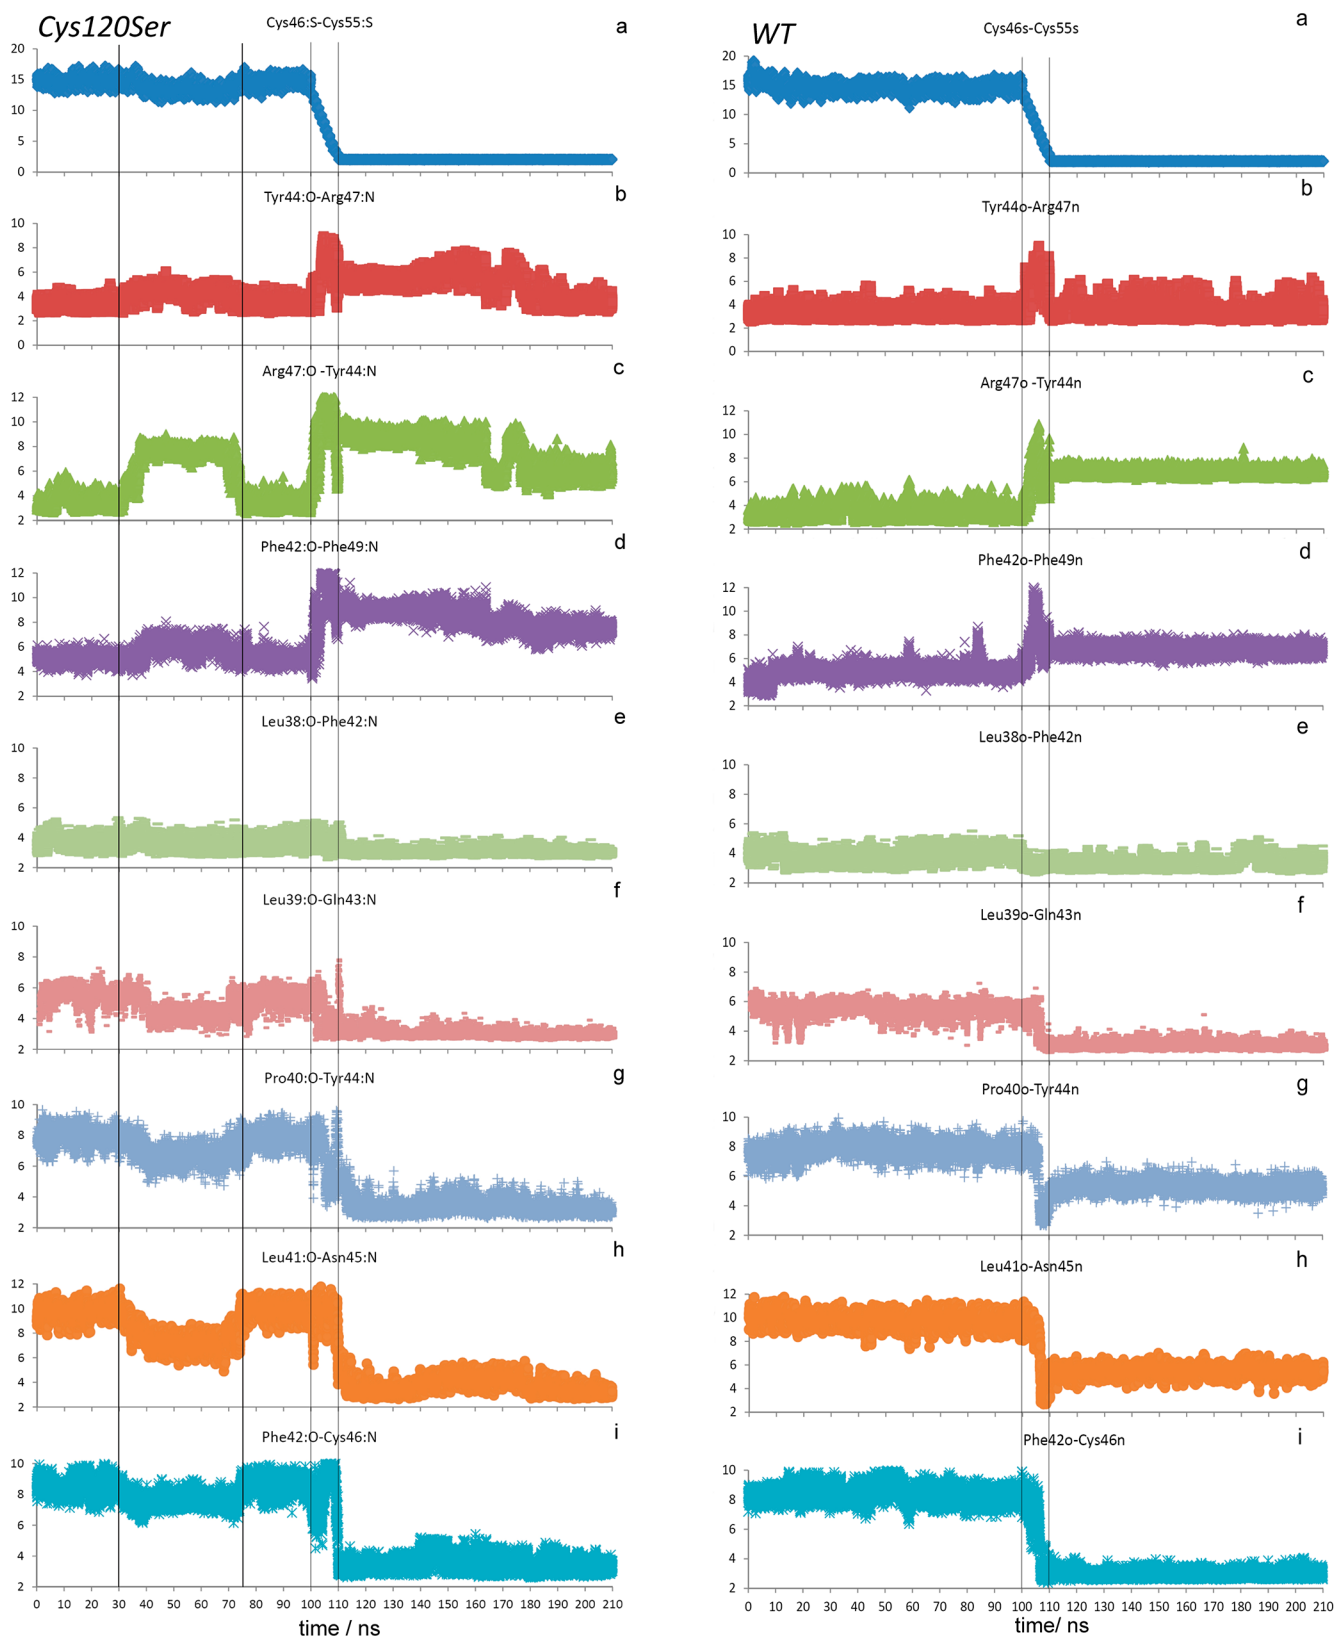 Cys120Ser
Cys46:S-Cys55:S
a
20
15
10
5
0
Tyr44:O-Arg47:N
b
10
8
6
4
2
0
Arg47:O -Tyr44:N
c
12
10
8
6
4
2
Phe42:O-Phe49:N
d
12
10
8
6
4
2
Leu38:O-Phe42:N
e
10
8
6
4
2
Leu39:O-Gln43:N
f
10
8
6
4
2
Pro40:O-Tyr44:N
g
10
8
6
4
2
Leu41:O-Asn45:N
h
12
10
8
6
4
2
Phe42:O-Cys46:N
i
10
8
6
4
2
0 10 20 30 40 50 60 70 80 90 100 110 120 130 140 150 160 170 180 190 200 210
time/ ns
WT
Cys46s-Cys55s
a
20
15
10
5
0
Tyr44o-Arg47n
b
10
8
6
4
2
0
Arg47o -Tyr44n
c
12
10
8
6
4
2
Phe42o-Phe49n
d
12
10
8
6
4
2
Leu38o-Phe42n
e
10
8
6
4
2
Leu39o-Gln43n
f
10
8
6
4
2
Pro40o-Tyr44n
g
10
8
6
4
2
Leu41o-Asn45n
h
12
10
8
6
4
2
Phe42o-Cys46n
i
10
8
6
4
2
0 10 20 30 40 50 60 70 80 90 100 110 120 130 140 150 160 170 180 190 200 210
time/ ns